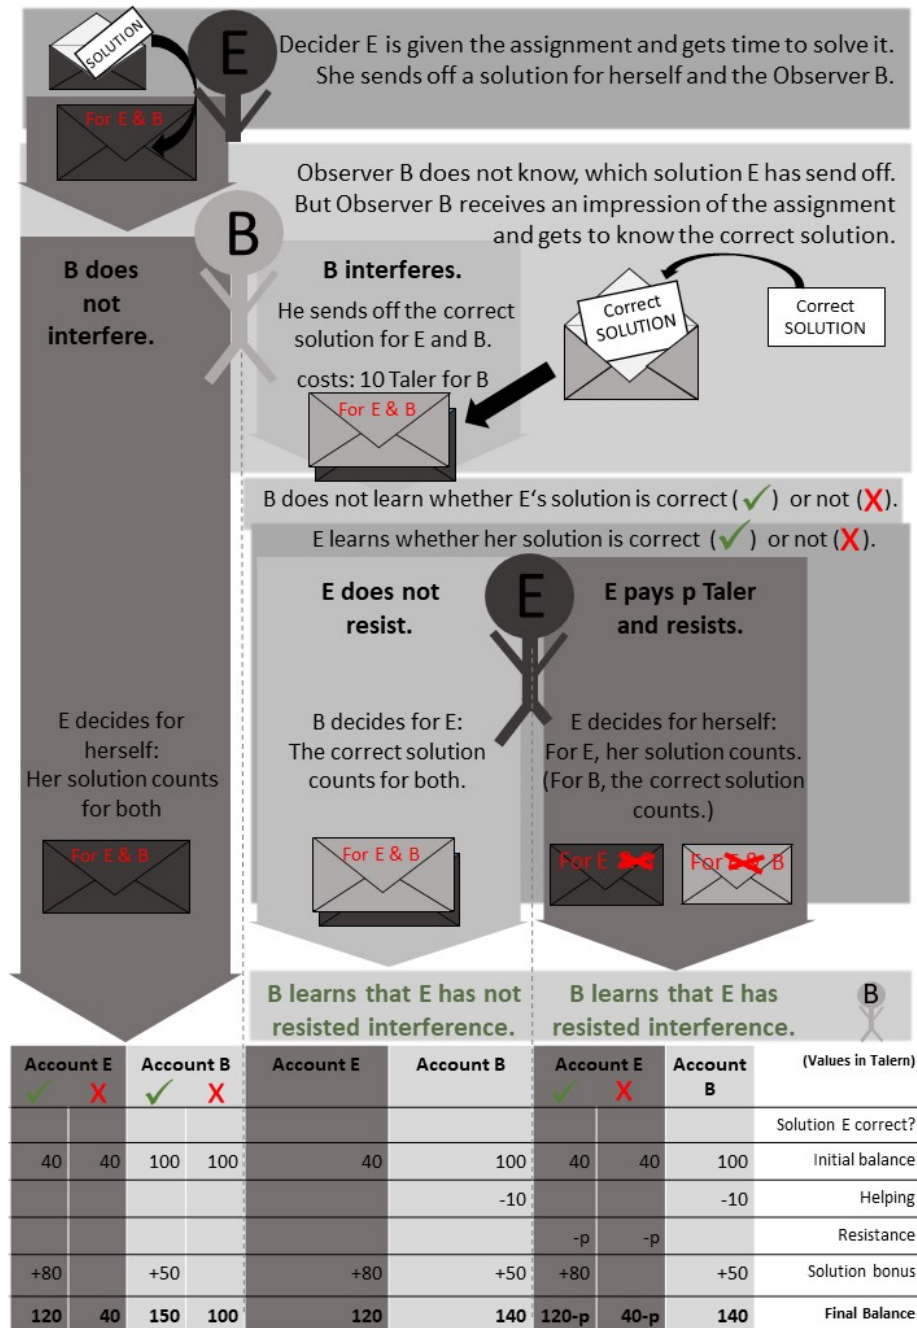 SOLUTION
E
Decider E is given the assignment and gets time to solve it.
She sends off a solution for herself and the Observer B.
For E & B
Observer B does not know, which solution E has send off.
But Observer B receives an impression of the assignment
and gets to know the correct solution.
B
B does
not
interfere.
B interferes.
He sends off the correct
solution for E and B.
costs: 10 Taler for B
For E & B
Correct
SOLUTION
Correct
SOLUTION
B does not learn whether E's solution is correct (✓) or not (X).
E learns whether her solution is correct (✓) or not (X).
E does not
resist.
E
E pays p Taler
and resists.
E decides for
herself:
Her solution counts
for both
B decides for E:
The correct solution
counts for both.
E decides for herself:
For E, her solution counts.
(For B, the correct solution
counts.)
For E & B
For E & B
For E & B
For E & B
B learns that E has not
resisted interference.
B learns that E has
resisted interference.
B
Account E Account B Account E Account B Account E Account B (Values in Talern)
✓ X ✓ X ✓ X
Solution E correct?
40 40 100 100 40 100 40 40 100 Initial balance
-10 -10 Helping
-p -p Resistance
+80 +50 +80 +50 +80 +50 Solution bonus
120 40 150 100 120 140 120-p 40-p 140 Final Balance